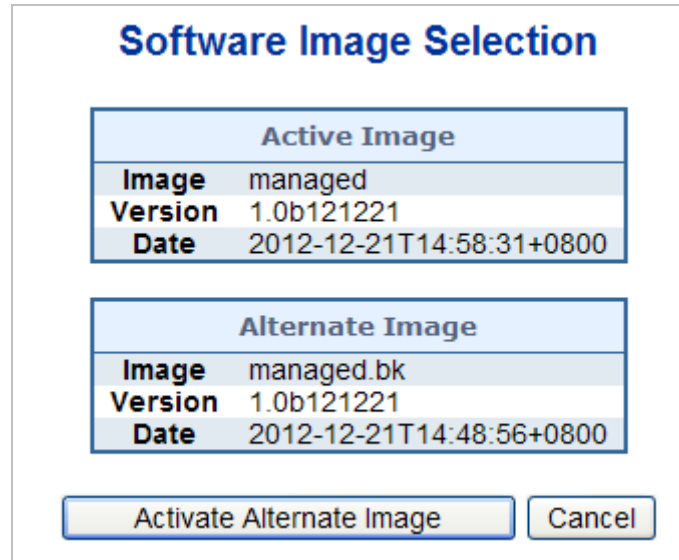 Software Image Selection
Active Image
Image managed
Version 1.0b121221
Date 2012-12-21T14:58:31+0800
Alternate Image
Image managed.bk
Version 1.0b121221
Date 2012-12-21T14:48:56+0800
Activate Alternate Image Cancel